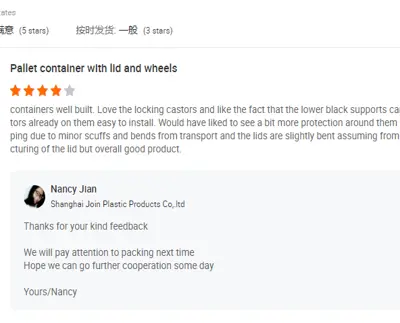 tates
满意 (5 stars) 按时发货: 一般 (3 stars)
Pallet container with lid and wheels
containers well built. Love the locking castors and like the fact that the lower black supports cas
tors already on them easy to install. Would have liked to see a bit more protection around them
ping due to minor scuffs and bends from transport and the lids are slightly bent assuming from
cturing of the lid but overall good product.
Nancy Jian
Shanghai Join Plastic Products Co,.ltd
Thanks for your kind feedback
We will pay attention to packing next time
Hope we can go further cooperation some day
Yours/Nancy